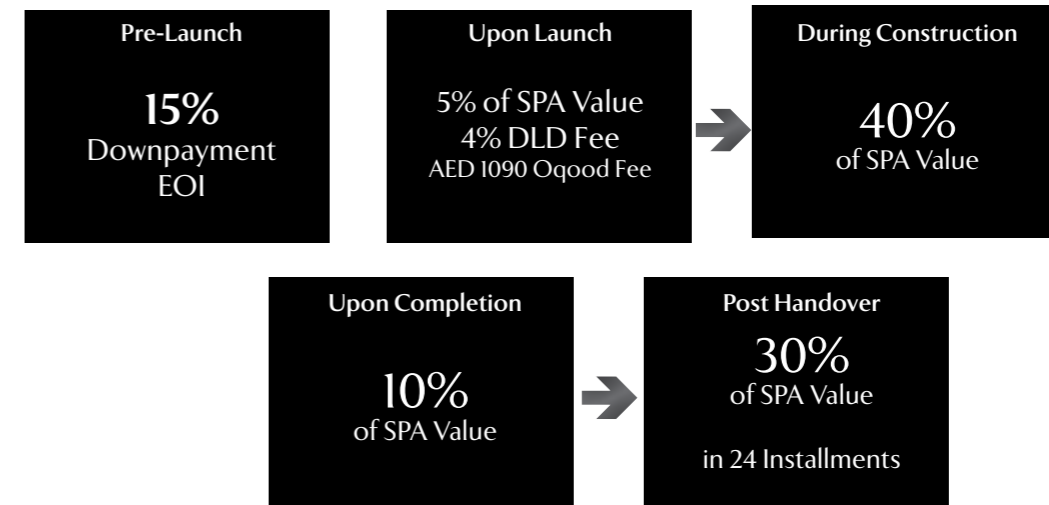 Pre-Launch
15%
Downpayment
EOI
Upon Launch
5% of SPA Value
4% DLD Fee
AED 1090 Oqood Fee
During Construction
40%
of SPA Value
Upon Completion
10%
of SPA Value
Post Handover
30%
of SPA Value
in 24 Installments